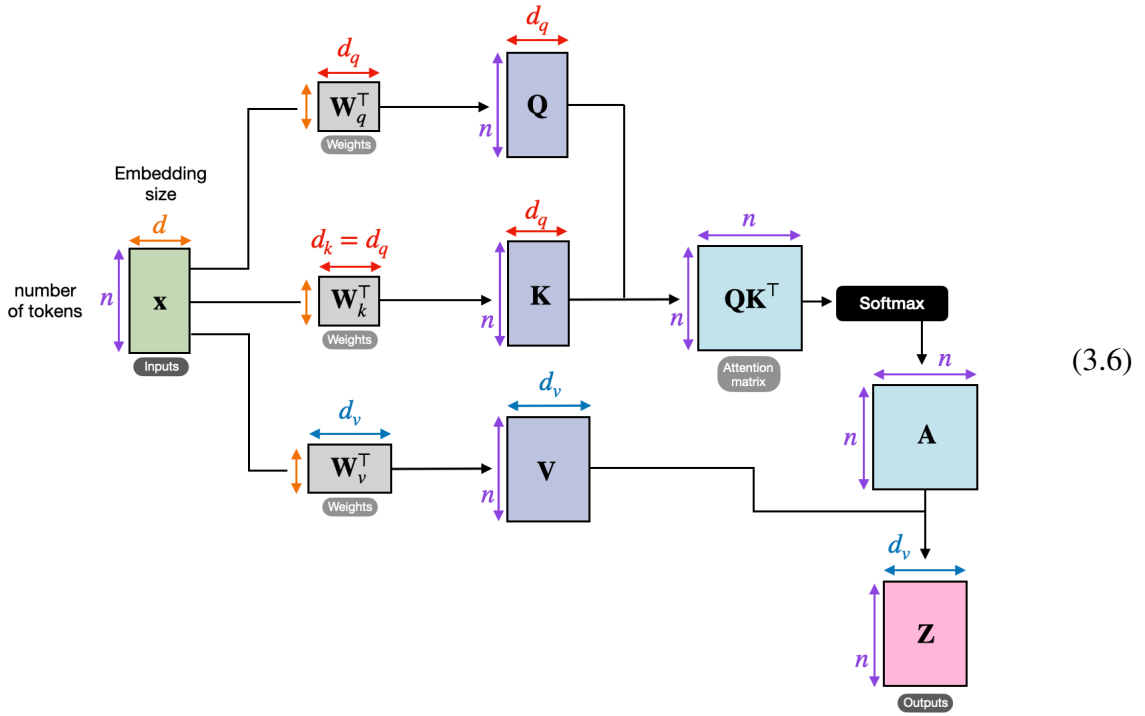 d_q
d_q
W_q^⊤
Q
n
Weights
Embedding
size
d
d_k = d_q
d_q
n
number
of tokens
n
x
W_k^⊤
n
K
n
QK^⊤
Softmax
Inputs
Weights
Attention
matrix
(3.6)
n
d_v
d_v
n
A
W_v^⊤
n
V
Weights
d_v
n
Z
Outputs